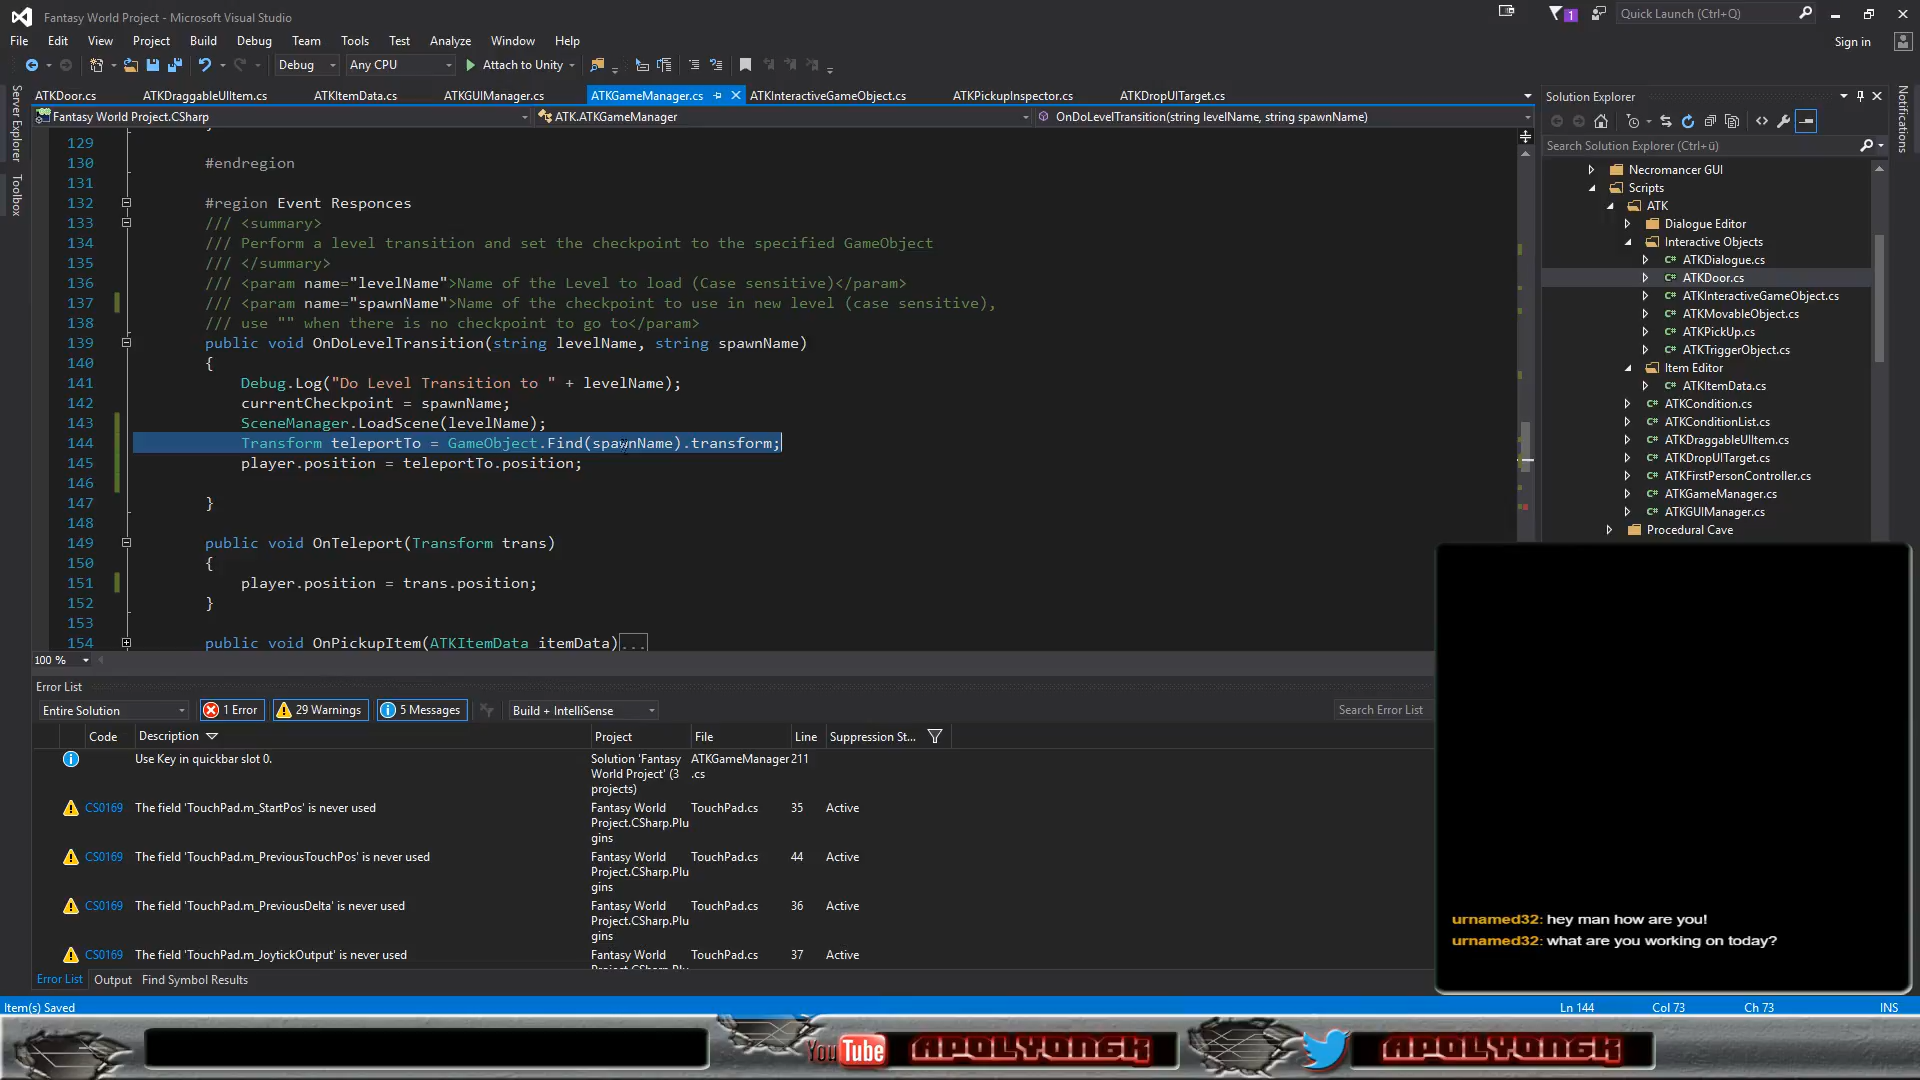 Fantasy World Project - Microsoft Visual Studio
1
Quick Launch (Ctrl+Q)
File Edit View Project Build Debug Team Tools Test Analyze Window Help
Sign in
Debug Any CPU Attach to Unity
Server Explorer
Toolbox
Notifications
ATKDoor.cs ATKDraggableUIItem.cs ATKItemData.cs ATKGUIManager.cs ATKGameManager.cs ATKInteractiveGameObject.cs ATKPickupInspector.cs ATKDropUITarget.cs
Fantasy World Project.CSharp ATK.ATKGameManager OnDoLevelTransition(string levelName, string spawnName)
129
130 #endregion
131
132 #region Event Responces
133 /// <summary>
134 /// Perform a level transition and set the checkpoint to the specified GameObject
135 /// </summary>
136 /// <param name="levelName">Name of the Level to load (Case sensitive)</param>
137 /// <param name="spawnName">Name of the checkpoint to use in new level (case sensitive),
138 /// use "" when there is no checkpoint to go to</param>
139 public void OnDoLevelTransition(string levelName, string spawnName)
140 {
141 Debug.Log("Do Level Transition to " + levelName);
142 currentCheckpoint = spawnName;
143 SceneManager.LoadScene(levelName);
144 Transform teleportTo = GameObject.Find(spawnName).transform;
145 player.position = teleportTo.position;
146
147 }
148
149 public void OnTeleport(Transform trans)
150 {
151 player.position = trans.position;
152 }
153
154 public void OnPickupItem(ATKItemData itemData)...
100 %
Solution Explorer
Search Solution Explorer (Ctrl+ü)
Necromancer GUI
Scripts
ATK
Dialogue Editor
Interactive Objects
ATKDialogue.cs
ATKDoor.cs
ATKInteractiveGameObject.cs
ATKMovableObject.cs
ATKPickUp.cs
ATKTriggerObject.cs
Item Editor
ATKItemData.cs
ATKCondition.cs
ATKConditionList.cs
ATKDraggableUIItem.cs
ATKDropUITarget.cs
ATKFirstPersonController.cs
ATKGameManager.cs
ATKGUIManager.cs
Procedural Cave
Error List
Entire Solution 1 Error 29 Warnings 5 Messages Build + IntelliSense Search Error List
Code Description Project File Line Suppression St...
Use Key in quickbar slot 0. Solution 'Fantasy World Project' (3 projects) ATKGameManager.cs 211
CS0169 The field 'TouchPad.m_StartPos' is never used Fantasy World Project.CSharp.Plugins TouchPad.cs 35 Active
CS0169 The field 'TouchPad.m_PreviousTouchPos' is never used Fantasy World Project.CSharp.Plugins TouchPad.cs 44 Active
CS0169 The field 'TouchPad.m_PreviousDelta' is never used Fantasy World Project.CSharp.Plugins TouchPad.cs 36 Active
CS0169 The field 'TouchPad.m_JoytickOutput' is never used Fantasy World TouchPad.cs 37 Active
Error List Output Find Symbol Results
urnamed32: hey man how are you!
urnamed32: what are you working on today?
Item(s) Saved Ln 144 Col 73 Ch 73 INS
YouTube APOLYON6K APOLYON6K